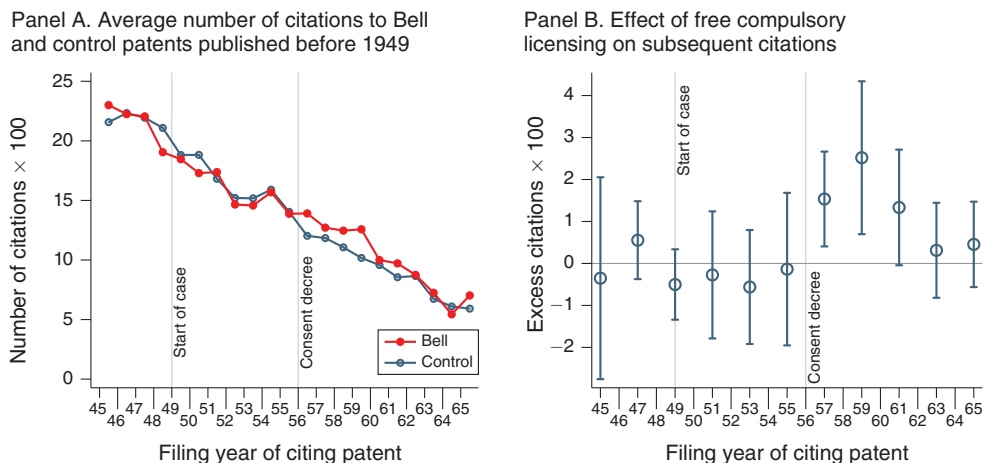 Panel A. Average number of citations to Bell
and control patents published before 1949
Number of citations × 100
25
20
15
10
5
0
Start of case
Consent decree
Bell
Control
45 47 49 51 53 55 57 59 61 63 65
46 48 50 52 54 56 58 60 62 64
Filing year of citing patent
Panel B. Effect of free compulsory
licensing on subsequent citations
Excess citations × 100
4
3
2
1
0
−1
−2
Start of case
Consent decree
45 47 49 51 53 55 57 59 61 63 65
46 48 50 52 54 56 58 60 62 64
Filing year of citing patent